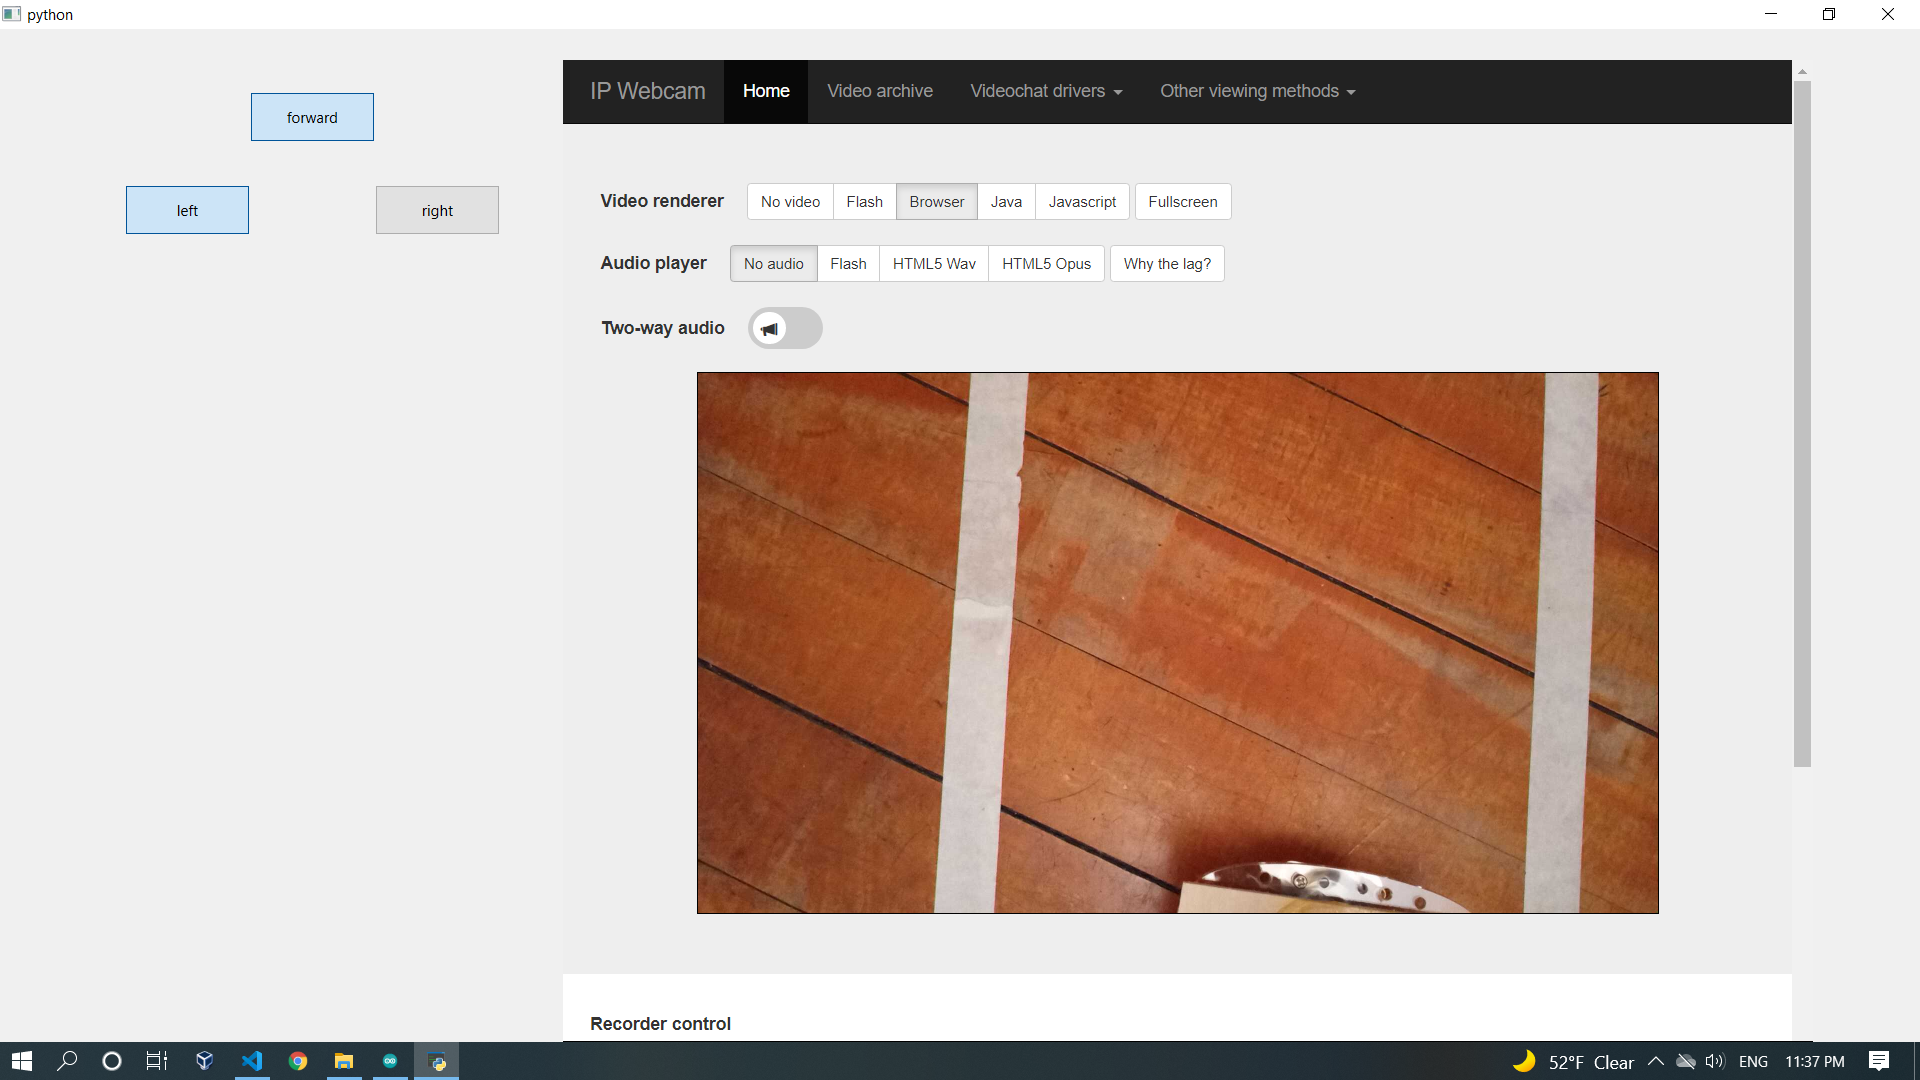 python
forward
left
right
IP Webcam Home Video archive Videochat drivers Other viewing methods
Video renderer No video Flash Browser Java Javascript Fullscreen
Audio player No audio Flash HTML5 Wav HTML5 Opus Why the lag?
Two-way audio
Recorder control
52°F Clear ENG 11:37 PM